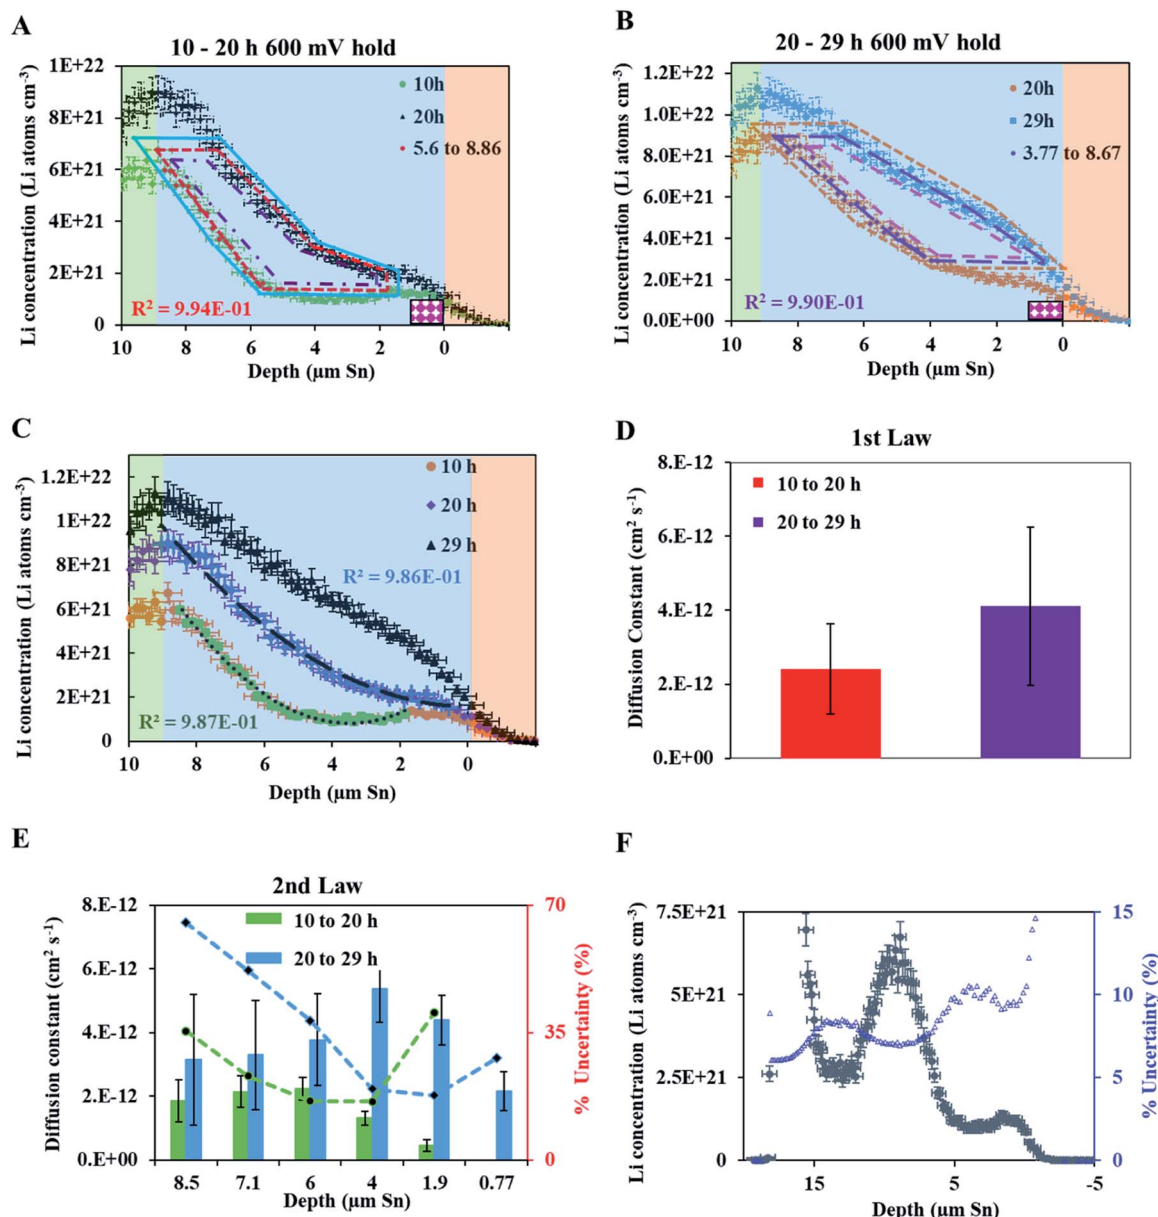 A
10 - 20 h 600 mV hold
Li concentration (Li atoms cm⁻³)
1E+22
8E+21
6E+21
4E+21
2E+21
0
10h
20h
5.6 to 8.86
R² = 9.94E-01
10 8 6 4 2 0
Depth (µm Sn)
B
20 - 29 h 600 mV hold
Li concentration (Li atoms cm⁻³)
1.2E+22
1.0E+22
8.0E+21
6.0E+21
4.0E+21
2.0E+21
0.0E+00
20h
29h
3.77 to 8.67
R² = 9.90E-01
10 8 6 4 2 0
Depth (µm Sn)
C
Li concentration (Li atoms cm⁻³)
1.2E+22
1E+22
8E+21
6E+21
4E+21
2E+21
0
10 h
20 h
29 h
R² = 9.86E-01
R² = 9.87E-01
10 8 6 4 2 0
Depth (µm Sn)
D
1st Law
Diffusion Constant (cm² s⁻¹)
8.E-12
6.E-12
4.E-12
2.E-12
0.E+00
10 to 20 h
20 to 29 h
E
2nd Law
Diffusion constant (cm² s⁻¹)
8.E-12
6.E-12
4.E-12
2.E-12
0.E+00
10 to 20 h
20 to 29 h
70
35
0
% Uncertainty (%)
8.5 7.1 6 4 1.9 0.77
Depth (µm Sn)
F
Li concentration (Li atoms cm⁻³)
7.5E+21
5E+21
2.5E+21
0
15
10
5
0
% Uncertainty (%)
15 5 -5
Depth (µm Sn)